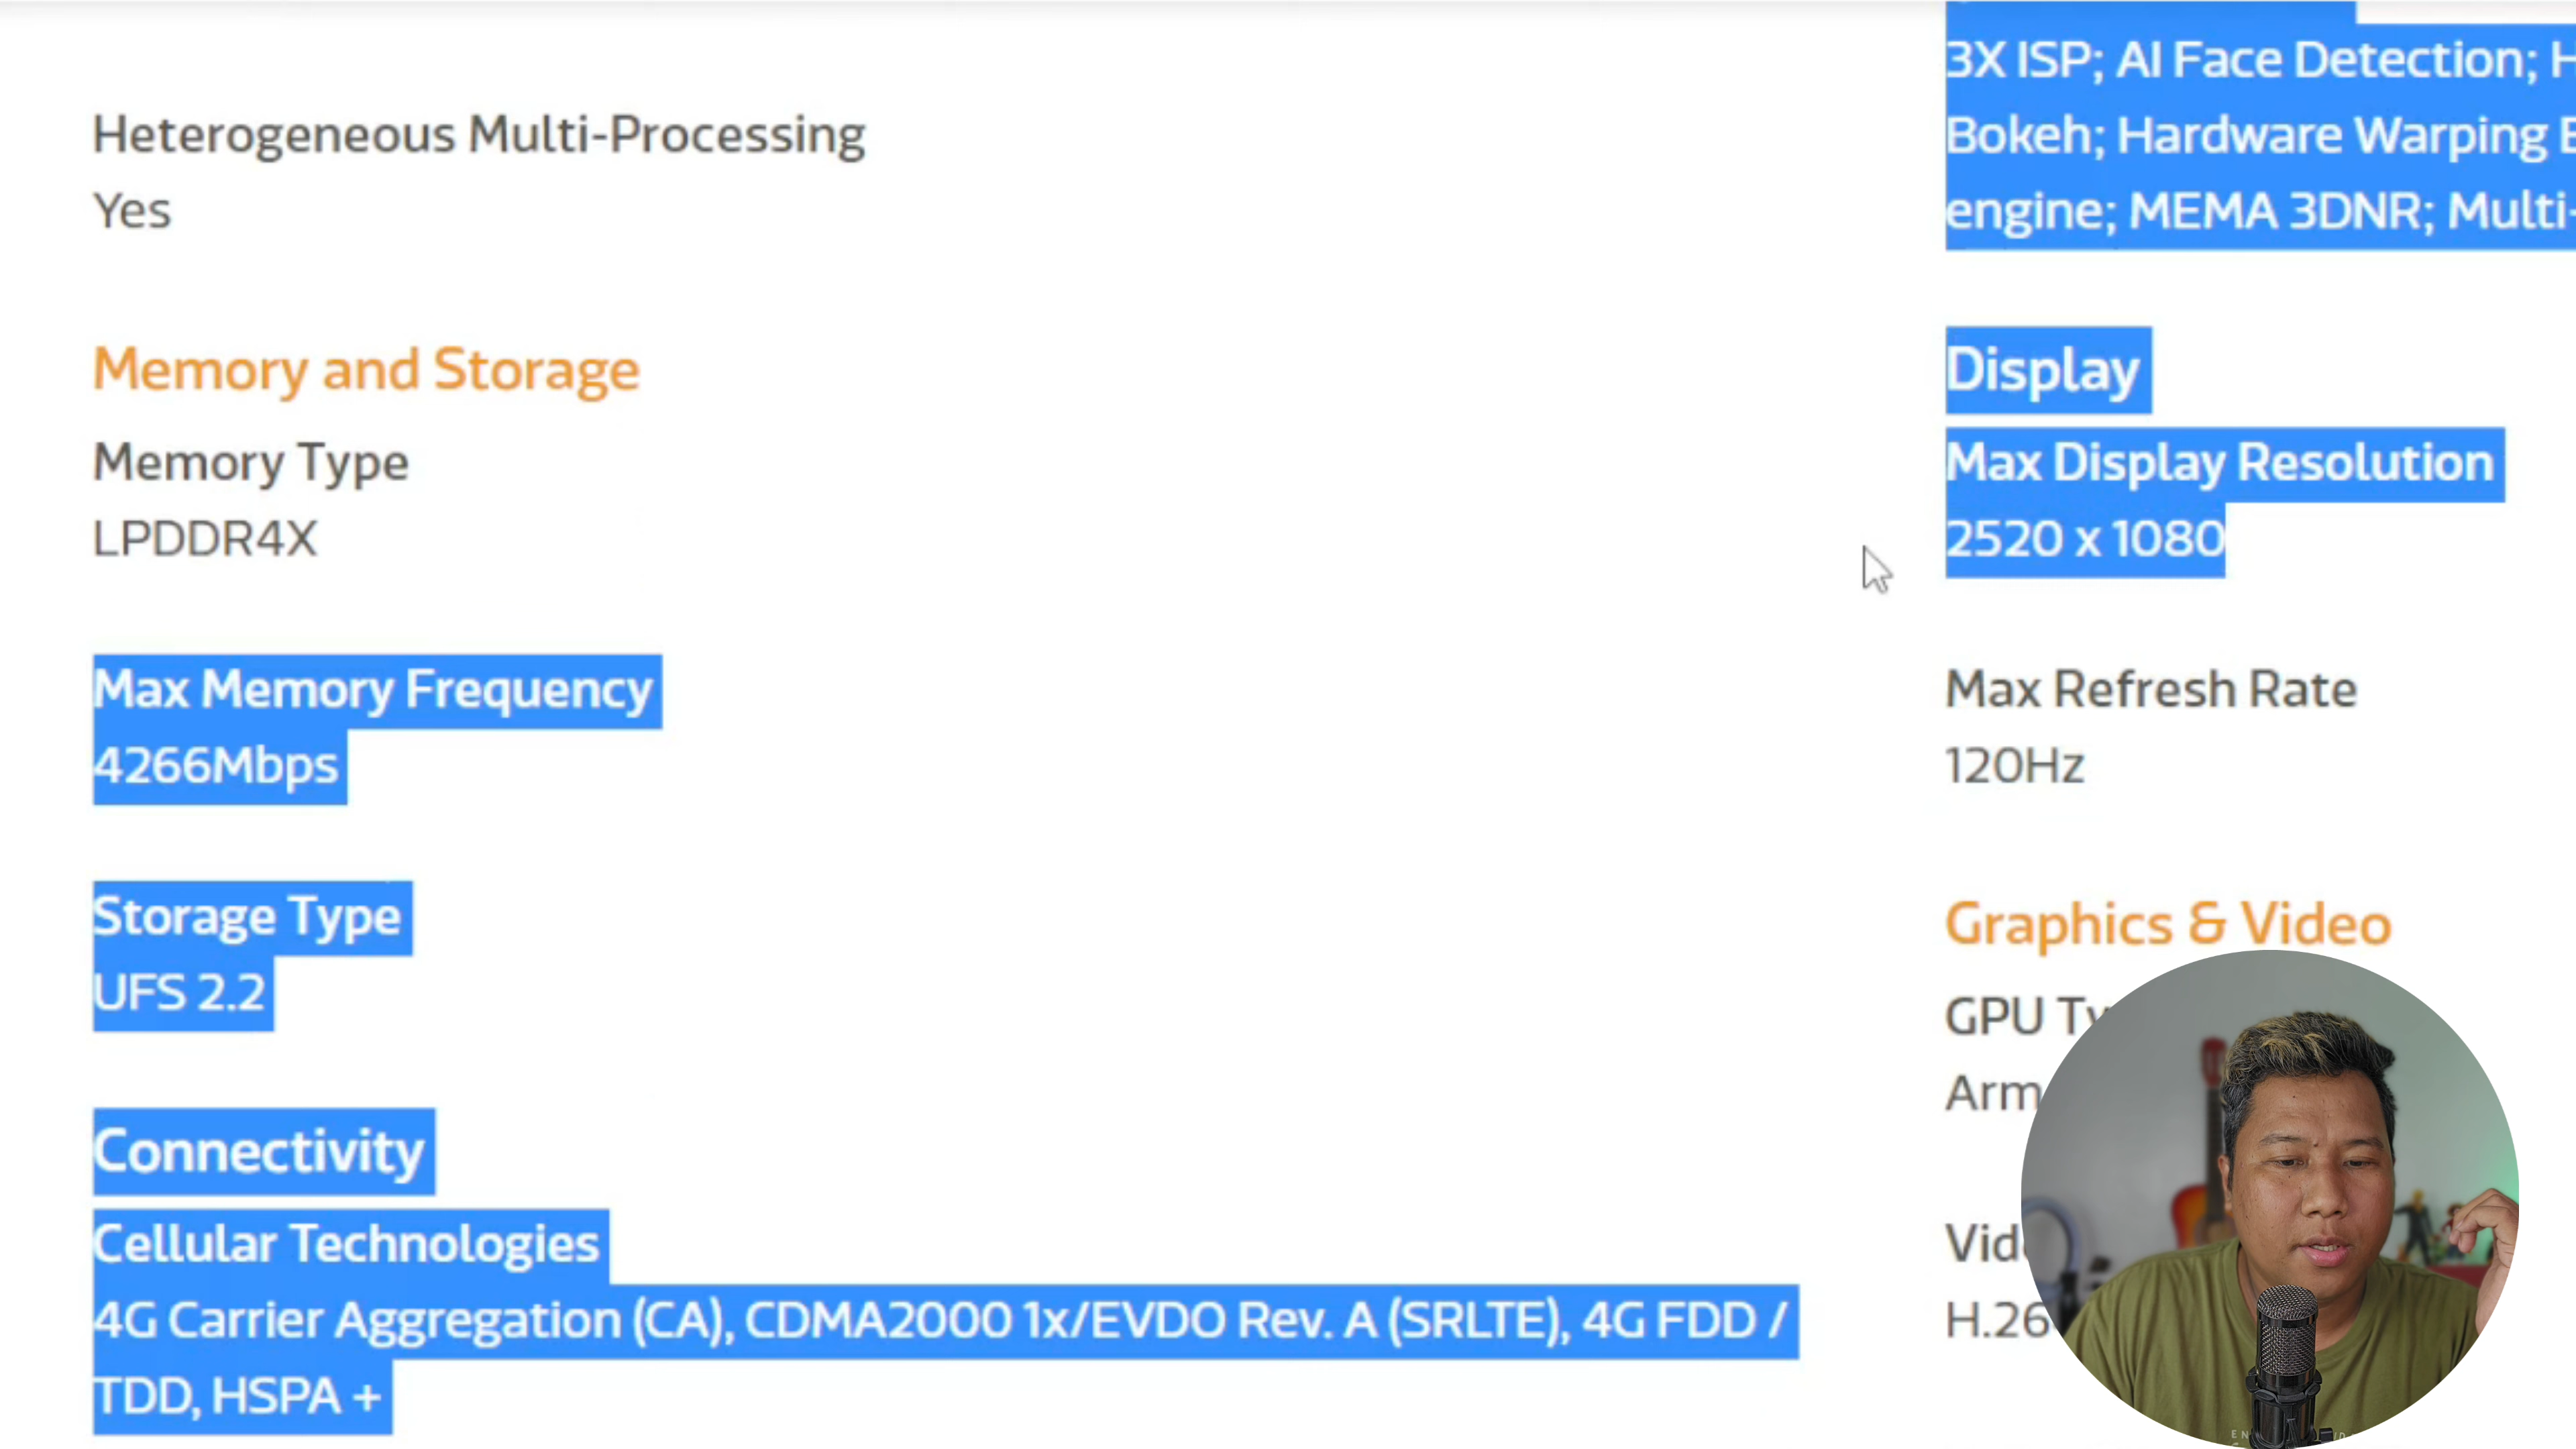 Heterogeneous Multi-Processing
Yes
Memory and Storage
Memory Type
LPDDR4X
Max Memory Frequency
4266Mbps
Storage Type
UFS 2.2
Connectivity
Cellular Technologies
4G Carrier Aggregation (CA), CDMA2000 1x/EVDO Rev. A (SRLTE), 4G FDD /
TDD, HSPA +
3X ISP; AI Face Detection;
Bokeh; Hardware Warping
engine; MEMA 3DNR; Multi-
Display
Max Display Resolution
2520 x 1080
Max Refresh Rate
120Hz
Graphics & Video
GPU
Arm